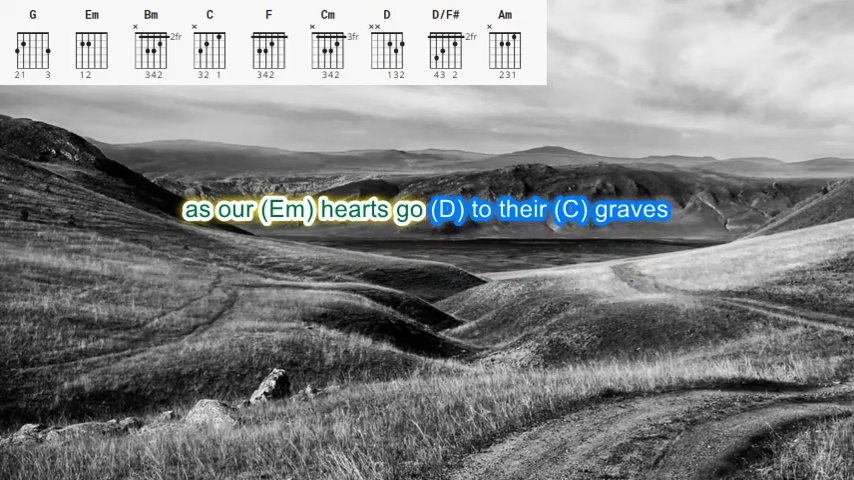 G Em Bm C F Cm D D/F# Am
× × × ×× ×
2fr 3fr 2fr
21 3 12 342 32 1 342 342 132 43 2 231
as our (Em) hearts go (D) to their (C) graves